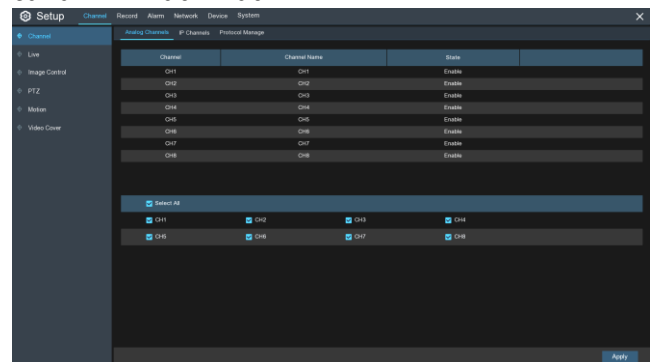 Setup Channel Record Alarm Network Device System
Channel Analog Channels IP Channels Protocol Manage
Live
Image Control
PTZ
Motion
Video Cover
Channel Channel Name State
CH1 CH1 Enable
CH2 CH2 Enable
CH3 CH3 Enable
CH4 CH4 Enable
CH5 CH5 Enable
CH6 CH6 Enable
CH7 CH7 Enable
CH8 CH8 Enable
Select All
CH1 CH2 CH3 CH4
CH5 CH6 CH7 CH8
Apply